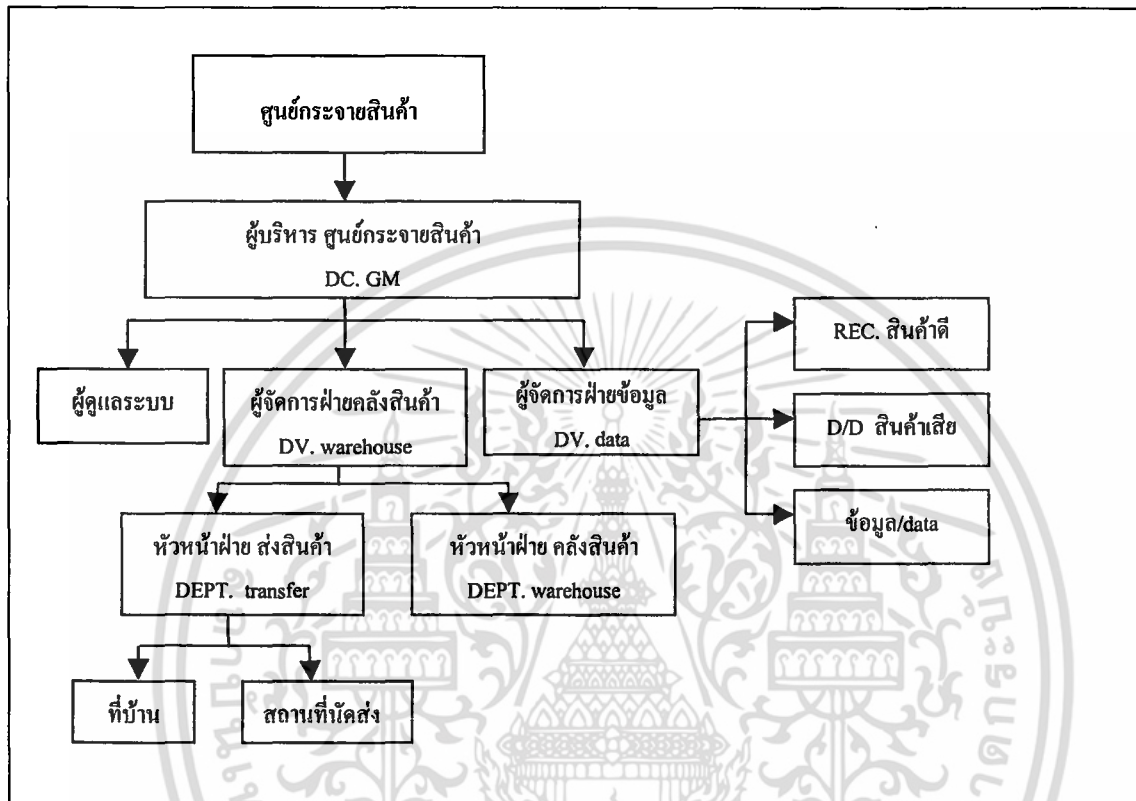 ศูนย์กระจายสินค้า
ผู้บริหาร ศูนย์กระจายสินค้า
DC. GM
ผู้ดูแลระบบ
ผู้จัดการฝ่ายคลังสินค้า
DV. warehouse
ผู้จัดการฝ่ายข้อมูล
DV. data
REC. สินค้าดี
D/D สินค้าเสีย
ข้อมูล/data
หัวหน้าฝ่าย ส่งสินค้า
DEPT. transfer
หัวหน้าฝ่าย คลังสินค้า
DEPT. warehouse
ที่บ้าน
สถานที่นัดส่ง